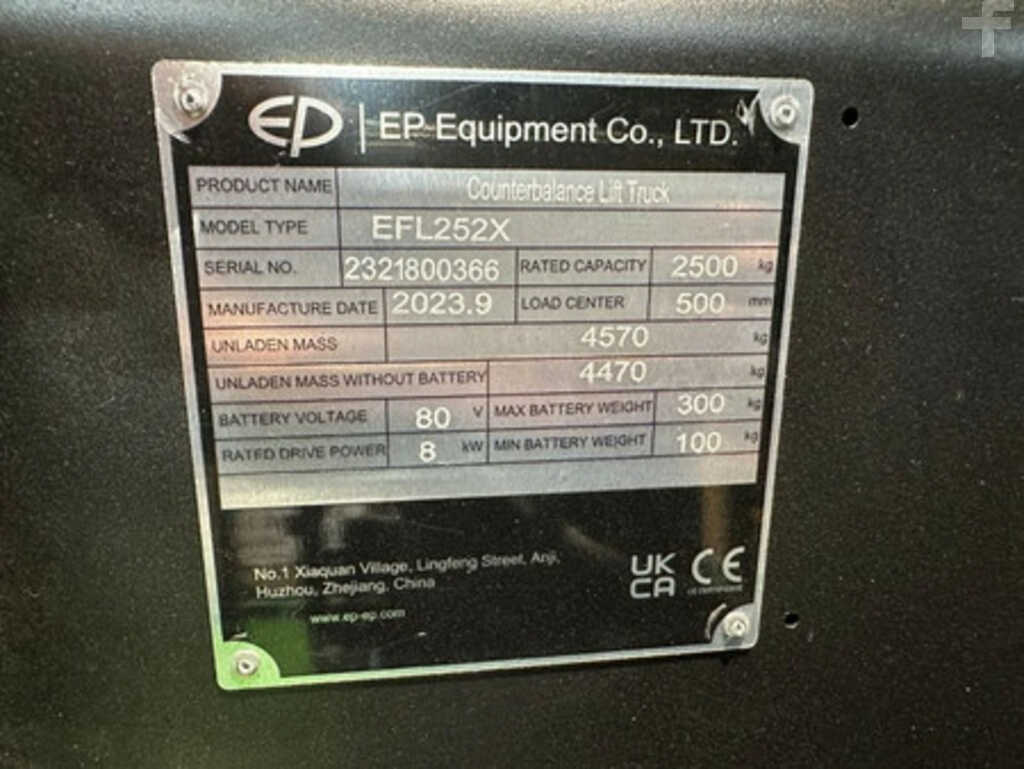 EP | EP Equipment Co., LTD.
PRODUCT NAME Counterbalance Lift Truck
MODEL TYPE EFL252X
SERIAL NO. 2321800366 RATED CAPACITY 2500 kg
MANUFACTURE DATE 2023.9 LOAD CENTER 500 mm
UNLADEN MASS 4570 kg
UNLADEN MASS WITHOUT BATTERY 4470 kg
BATTERY VOLTAGE 80 V MAX BATTERY WEIGHT 300 kg
RATED DRIVE POWER 8 kW MIN BATTERY WEIGHT 100 kg
No.1 Xiaquan Village, Lingfeng Street, Anji,
Huzhou, Zhejiang, China
www.ep-ep.com
UK
CA
CE
f